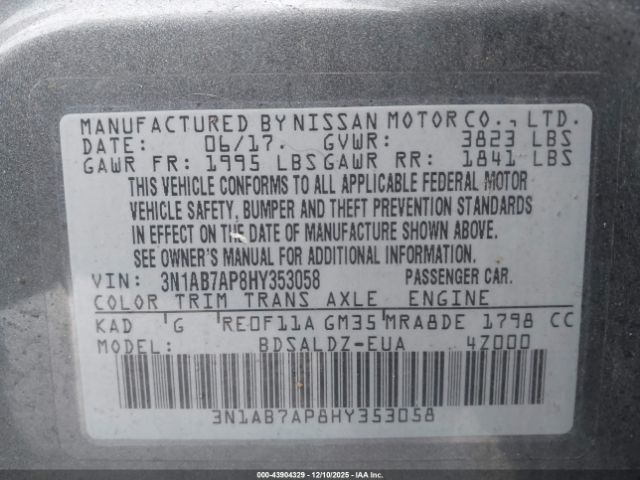 MANUFACTURED BY NISSAN MOTOR CO., LTD.
DATE: 06/17. GVWR: 3823 LBS
GAWR FR: 1995 LBS GAWR RR: 1841 LBS
THIS VEHICLE CONFORMS TO ALL APPLICABLE FEDERAL MOTOR
VEHICLE SAFETY, BUMPER AND THEFT PREVENTION STANDARDS
IN EFFECT ON THE DATE OF MANUFACTURE SHOWN ABOVE.
SEE OWNER'S MANUAL FOR ADDITIONAL INFORMATION.
VIN: 3N1AB7AP8HY353058 PASSENGER CAR.
COLOR TRIM TRANS AXLE ENGINE
KAD G RE0F11A GM35 MRA8DE 1798 CC
MODEL: BDSALDZ-EUA 4Z000
3N1AB7AP8HY353058
000-43904329 - 12/10/2025 - IAAI.COM